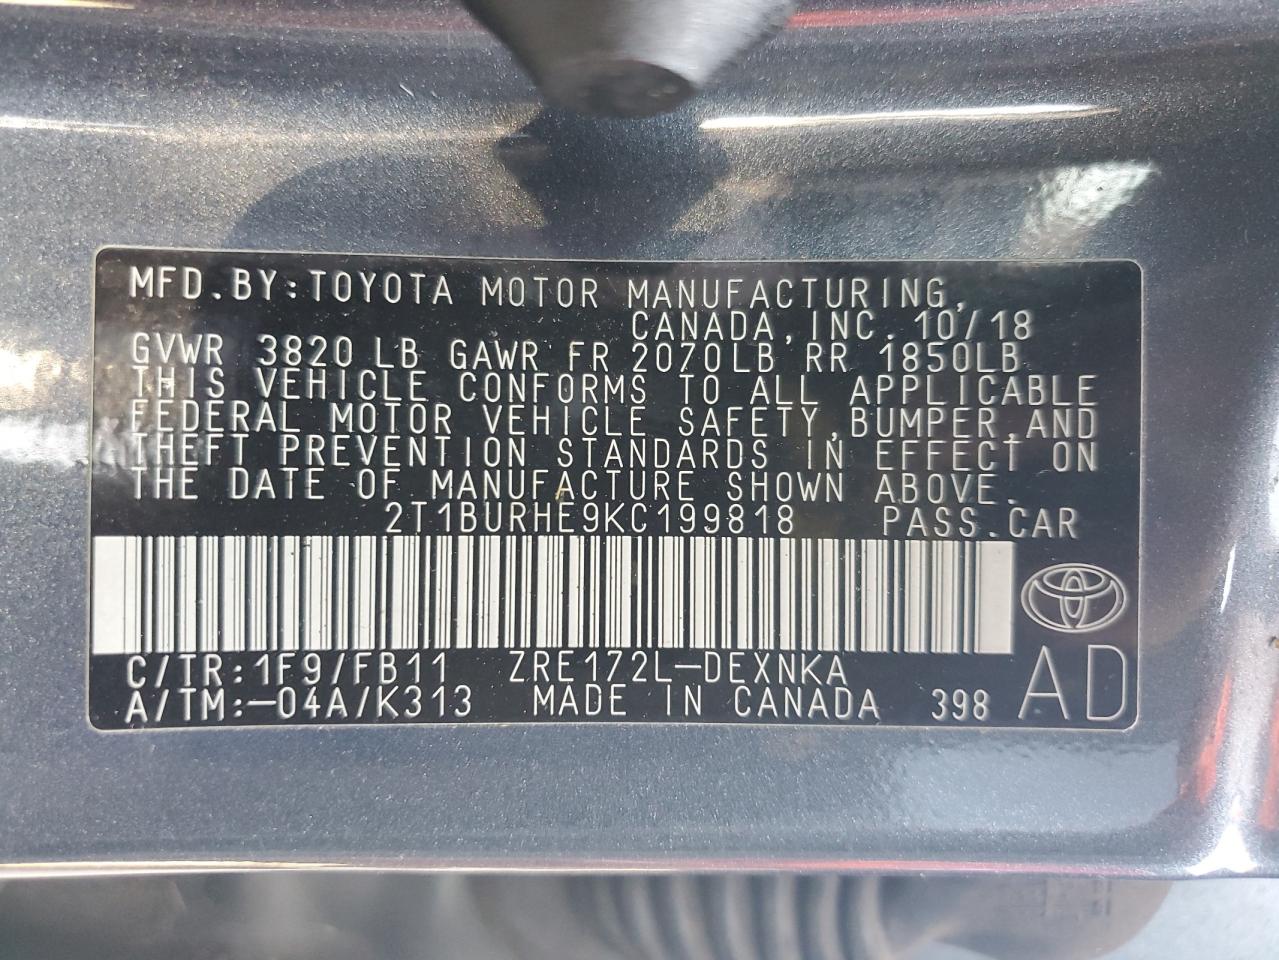 MFD.BY:TOYOTA MOTOR MANUFACTURING,
CANADA,INC. 10/18
GVWR 3820LB GAWR FR 2070LB RR 1850LB
THIS VEHICLE CONFORMS TO ALL APPLICABLE
FEDERAL MOTOR VEHICLE SAFETY,BUMPER,AND
THEFT PREVENTION STANDARDS IN EFFECT ON
THE DATE OF MANUFACTURE SHOWN ABOVE.
2T1BURHE9KC199818 PASS.CAR
C/TR:1F9/FB11 ZRE172L-DEXNKA
A/TM:-04A/K313 MADE IN CANADA 398 AD